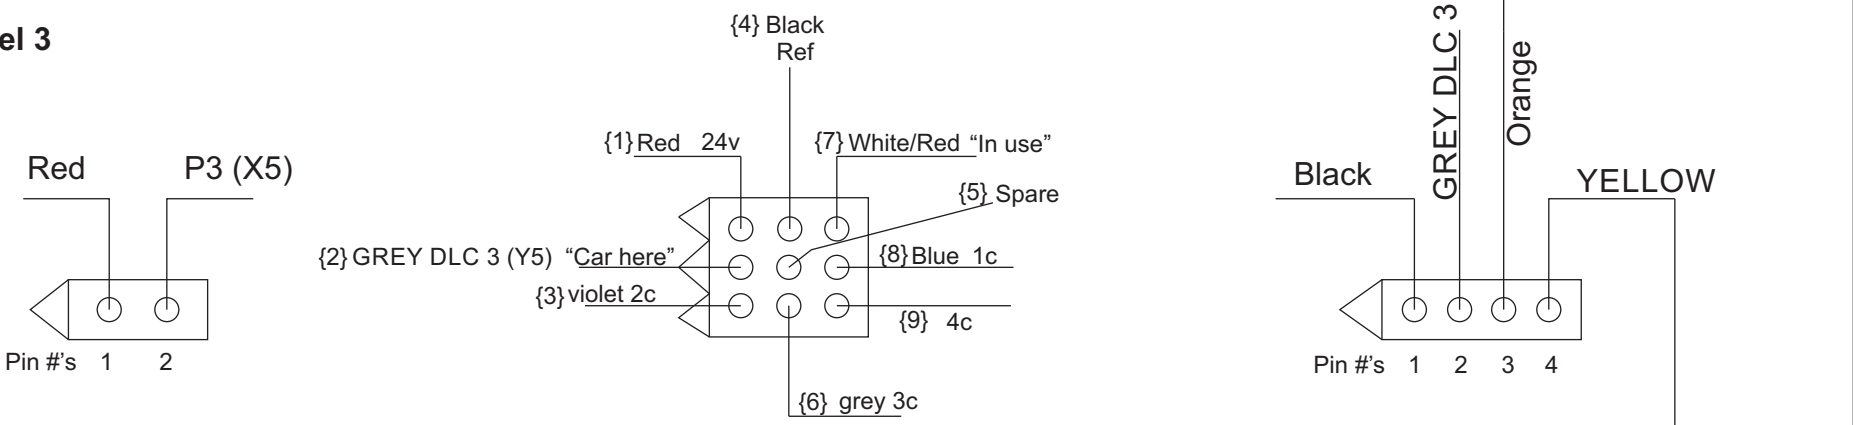 el 3
Red
P3 (X5)
Pin #'s 1 2
{4} Black
Ref
{1} Red 24v
{7} White/Red “In use”
{5} Spare
{2} GREY DLC 3 (Y5) “Car here”
{8} Blue 1c
{3} violet 2c
{9} 4c
{6} grey 3c
Black
GREY DLC 3
Orange
YELLOW
Pin #'s 1 2 3 4